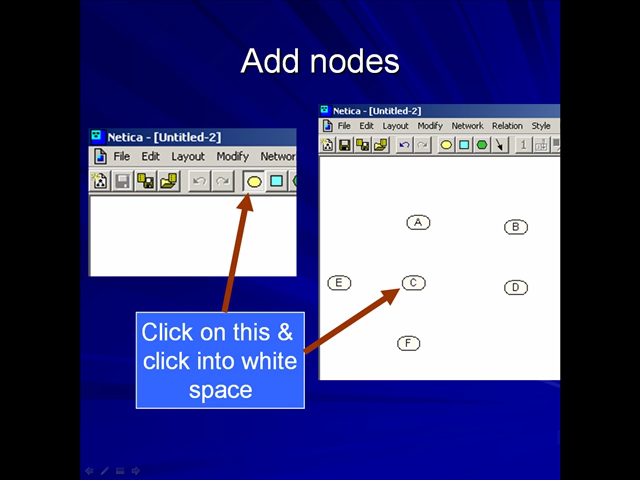 Add nodes
Netica - [Untitled-2]
File Edit Layout Modify Networ
Netica - [Untitled-2]
File Edit Layout Modify Network Relation Style
1
A
B
E
C
D
F
Click on this &
click into white
space